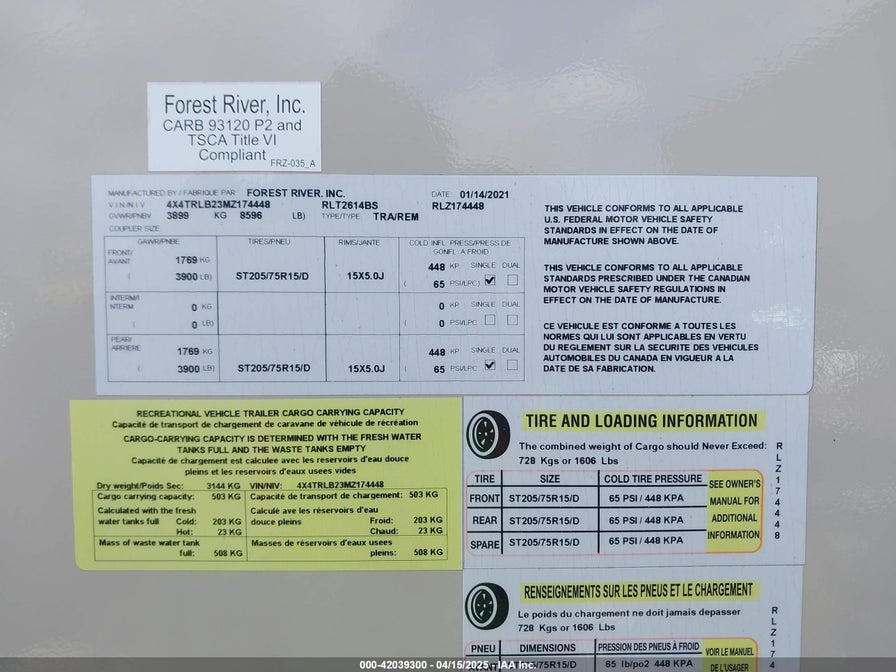 Forest River, Inc.
CARB 93120 P2 and
TSCA Title VI
Compliant
FRZ-035_A
MANUFACTURED BY / FABRIQUE PAR: FOREST RIVER, INC. DATE: 01/14/2021
V I N/N I V 4X4TRLB23MZ174448 RLT2614BS RLZ174448
GVWR/PNBV 3899 KG 8596 LB) TYPE/TYPE: TRA/REM
COUPLER SIZE
GAWR/PNBE TIRES/PNEU RIMS/JANTE COLD INFL. PRESS/PRESS DE
GONFL. A FROID
FRONT/
AVANT 1769 KG 448 KP SINGLE DUAL
( 3900 LB) ST205/75R15/D 15X5.0J ( 65 PSI/LPC)
INTERM/I
NTERM 0 KG 0 KP SINGLE DUAL
( 0 LB) ( 0 PSI/LPC
REAR/
ARRIERE 1769 KG 448 KP SINGLE DUAL
( 3900 LB) ST205/75R15/D 15X5.0J ( 65 PSI/LPC
THIS VEHICLE CONFORMS TO ALL APPLICABLE
U.S. FEDERAL MOTOR VEHICLE SAFETY
STANDARDS IN EFFECT ON THE DATE OF
MANUFACTURE SHOWN ABOVE.
THIS VEHICLE CONFORMS TO ALL APPLICABLE
STANDARDS PRESCRIBED UNDER THE CANADIAN
MOTOR VEHICLE SAFETY REGULATIONS IN
EFFECT ON THE DATE OF MANUFACTURE.
CE VEHICULE EST CONFORME A TOUTES LES
NORMES QUI LUI SONT APPLICABLES EN VERTU
DU REGLEMENT SUR LA SECURITE DES VEHICULES
AUTOMOBILES DU CANADA EN VIGUEUR A LA
DATE DE SA FABRICATION.
RECREATIONAL VEHICLE TRAILER CARGO CARRYING CAPACITY
Capacité de transport de chargement de caravane de véhicule de récréation
CARGO-CARRYING CAPACITY IS DETERMINED WITH THE FRESH WATER
TANKS FULL AND THE WASTE TANKS EMPTY
Capacité de chargement est calculee avec les reservoirs d'eau douce
pleins et les reservoirs d'eaux usees vides
Dry weight/Poids Sec: 3144 KG VIN/NIV: 4X4TRLB23MZ174448
Cargo carrying capacity: 503 KG Capacité de transport de chargement: 503 KG
Calculated with the fresh Calculé ave les réservoirs d'eau
water tanks full Cold: 203 KG douce pleins Froid: 203 KG
Hot: 23 KG Chaud: 23 KG
Mass of waste water tank Masses de réservoirs d'eaux usees
full: 508 KG pleins: 508 KG
TIRE AND LOADING INFORMATION
The combined weight of Cargo should Never Exceed:
728 Kgs or 1606 Lbs
TIRE SIZE COLD TIRE PRESSURE
FRONT ST205/75R15/D 65 PSI / 448 KPA
REAR ST205/75R15/D 65 PSI / 448 KPA
SPARE ST205/75R15/D 65 PSI / 448 KPA
SEE OWNER'S
MANUAL FOR
ADDITIONAL
INFORMATION
RLZ174448
RENSEIGNEMENTS SUR LES PNEUS ET LE CHARGEMENT
Le poids du chargement ne doit jamais depasser
728 Kgs or 1606 Lbs
PNEU DIMENSIONS PRESSION DES PNEUS À FROID
65 lb/po2 448 KPA
VOIR LE MANUEL
DE L'USAGER
RLZ174
000-42039300 - 04/15/2025 - IAA Inc.